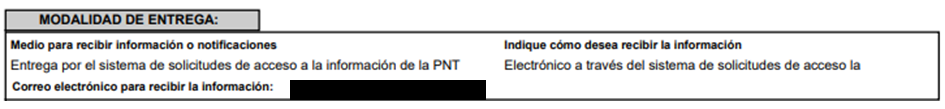 MODALIDAD DE ENTREGA:
Medio para recibir información o notificaciones
Indique cómo desea recibir la información
Entrega por el sistema de solicitudes de acceso a la información de la PNT
Electrónico a través del sistema de solicitudes de acceso la
Correo electrónico para recibir la información: